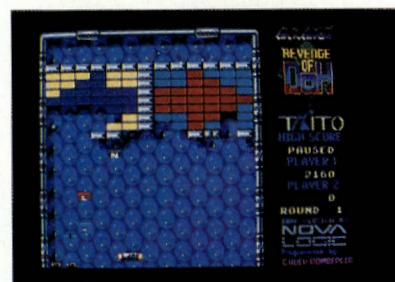 REVENGE
OF
DOH
TAITO
HIGH SCORE
PAUSED
PLAYER 1
2160
PLAYER 2
0
ROUND 1
NOVA
LOGIC